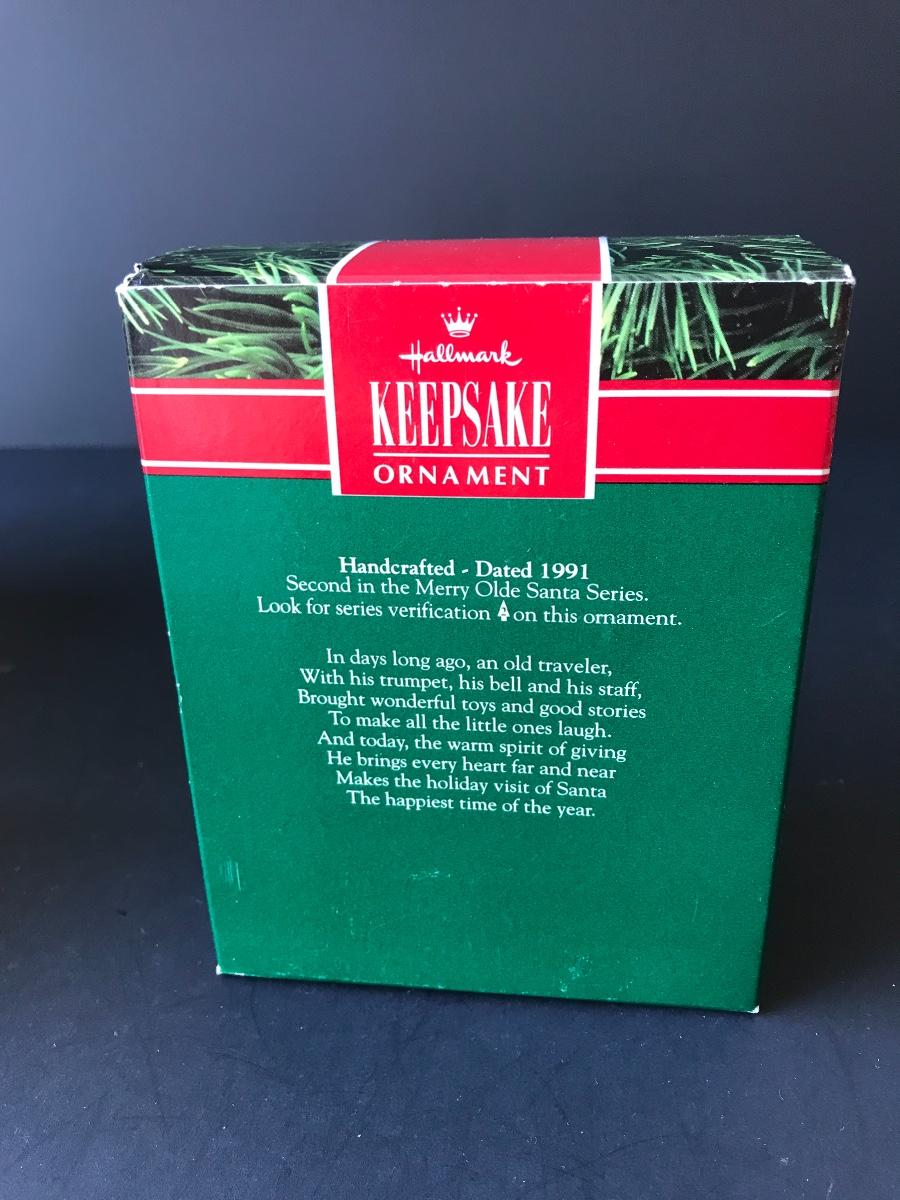 Hallmark
KEEPSAKE
ORNAMENT
Handcrafted - Dated 1991
Second in the Merry Olde Santa Series.
Look for series verification on this ornament.
In days long ago, an old traveler,
With his trumpet, his bell and his staff,
Brought wonderful toys and good stories
To make all the little ones laugh.
And today, the warm spirit of giving
He brings every heart far and near
Makes the holiday visit of Santa
The happiest time of the year.